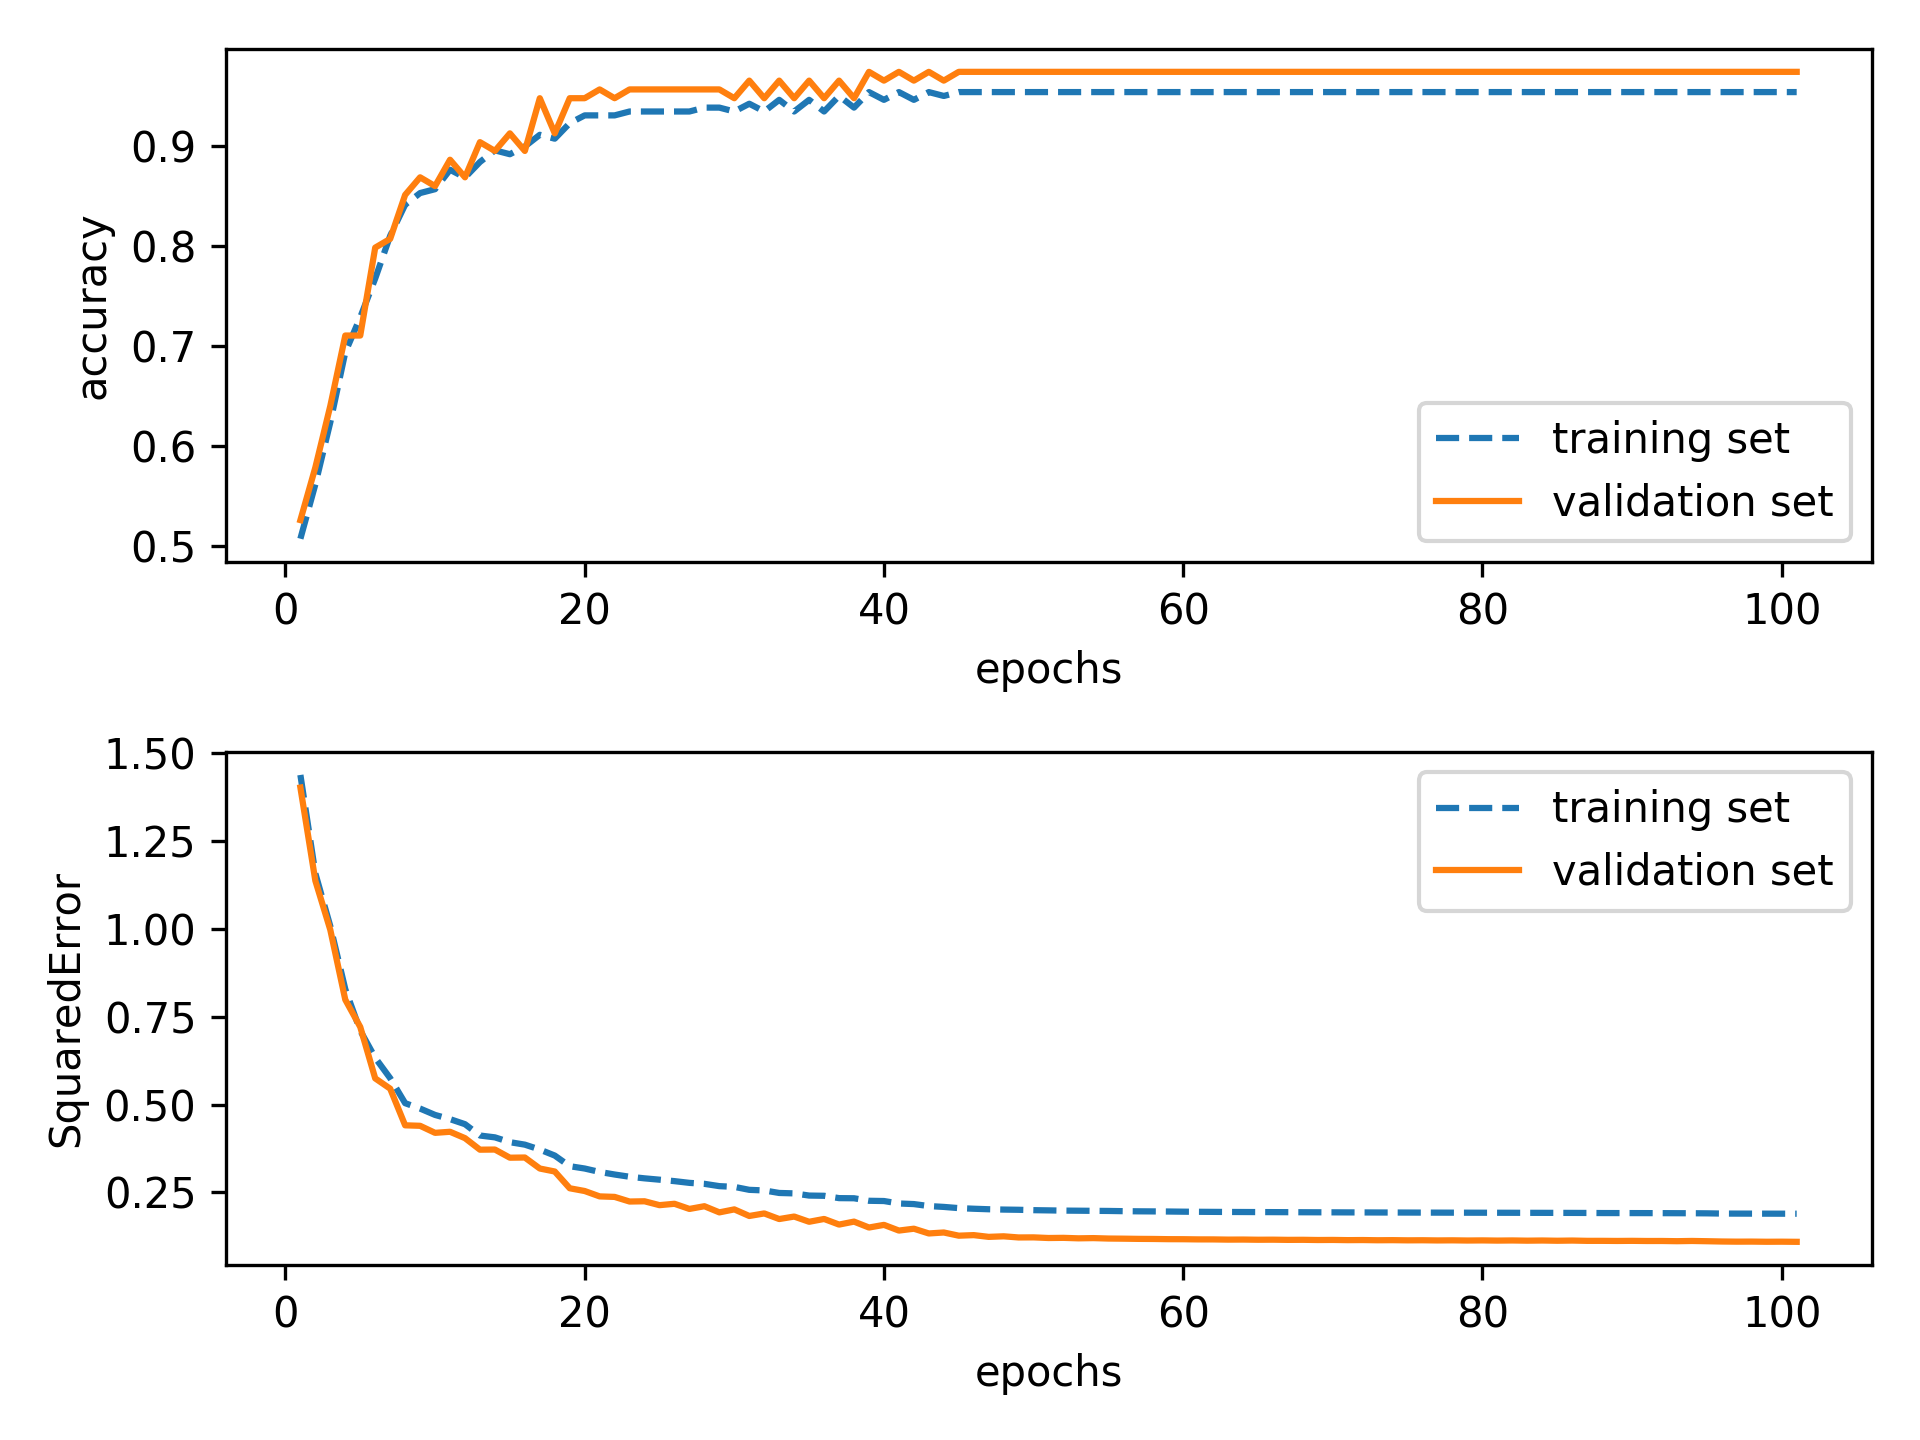 accuracy
0.9
0.8
0.7
0.6
0.5
training set
validation set
0 20 40 60 80 100
epochs
SquaredError
1.50
1.25
1.00
0.75
0.50
0.25
training set
validation set
0 20 40 60 80 100
epochs